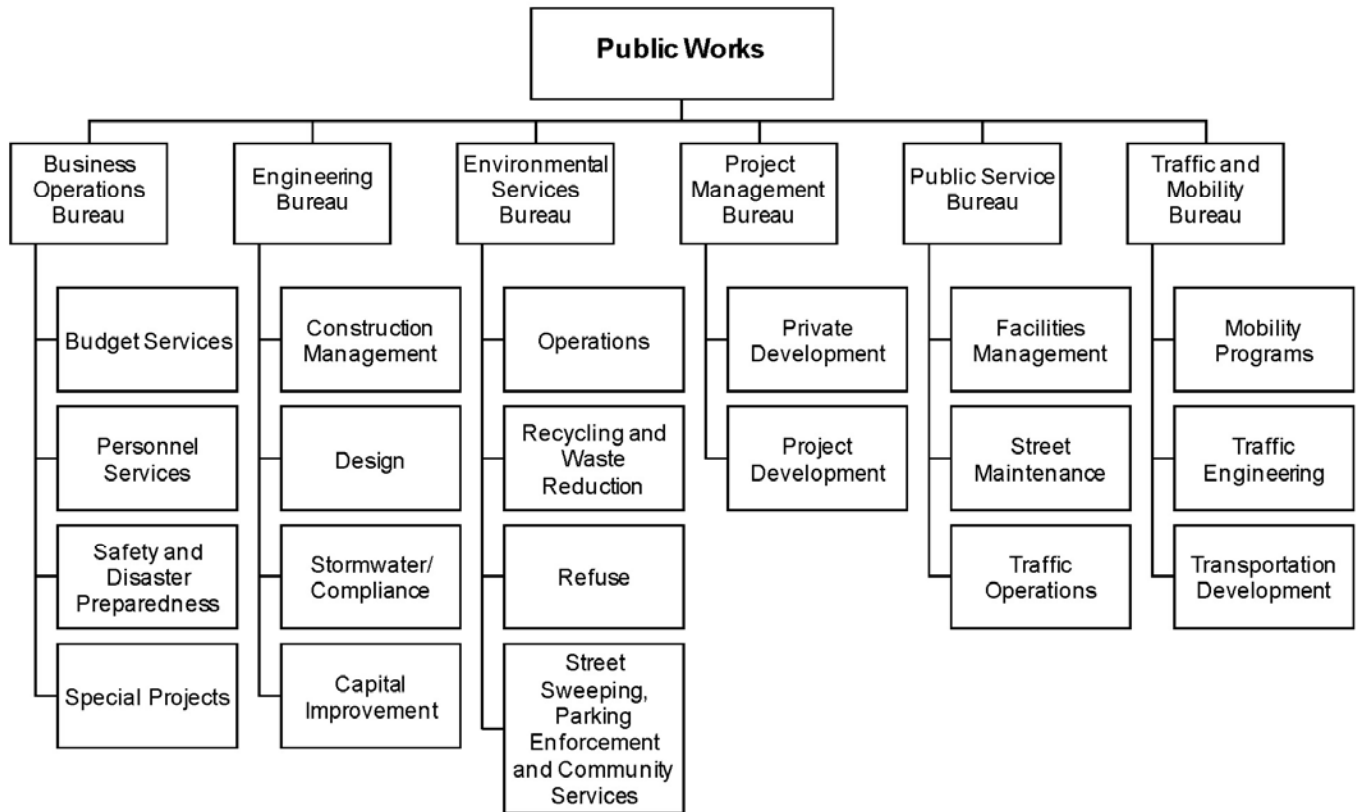 Public Works
Business
Operations
Bureau
Engineering
Bureau
Environmental
Services
Bureau
Project
Management
Bureau
Public Service
Bureau
Traffic and
Mobility
Bureau
Budget Services
Personnel
Services
Safety and
Disaster
Preparedness
Special Projects
Construction
Management
Design
Stormwater/
Compliance
Capital
Improvement
Operations
Recycling and
Waste
Reduction
Refuse
Street
Sweeping,
Parking
Enforcement
and Community
Services
Private
Development
Project
Development
Facilities
Management
Street
Maintenance
Traffic
Operations
Mobility
Programs
Traffic
Engineering
Transportation
Development